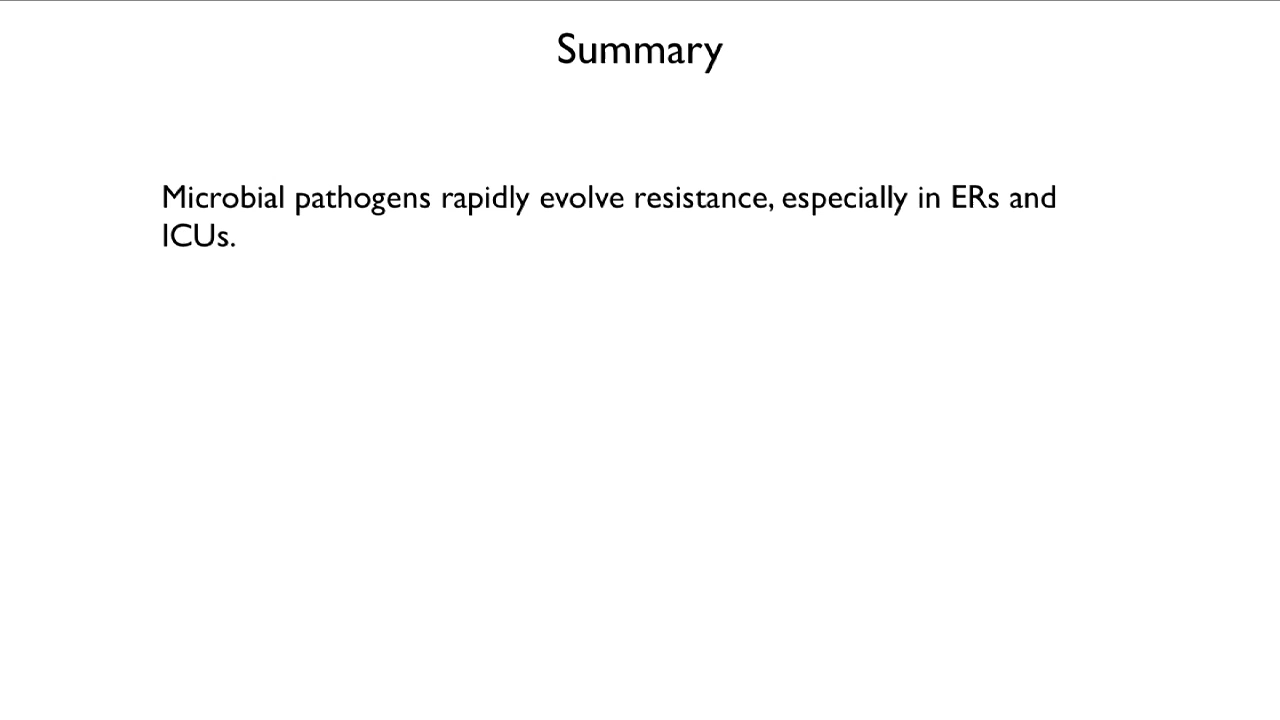 Summary
Microbial pathogens rapidly evolve resistance, especially in ERs and
ICUs.